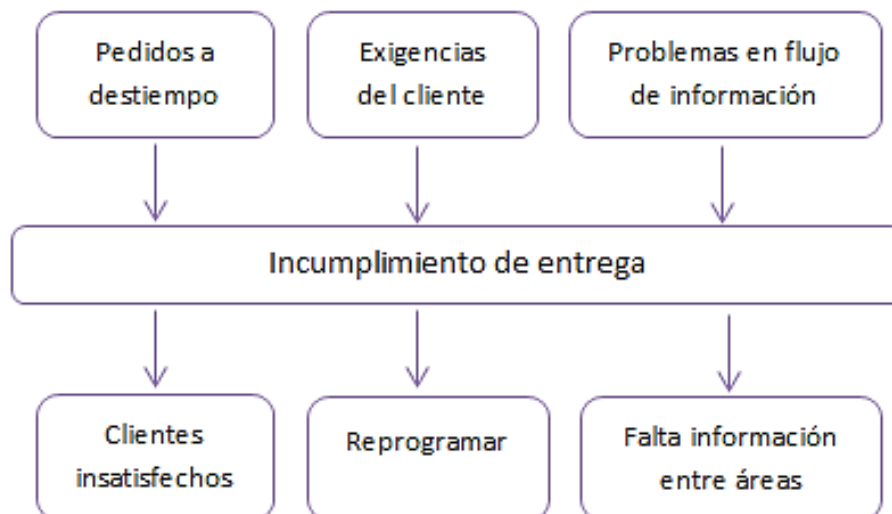 Pedidos a
destiempo
Exigencias
del cliente
Problemas en flujo
de información
Incumplimiento de entrega
Clientes
insatisfechos
Reprogramar
Falta información
entre áreas